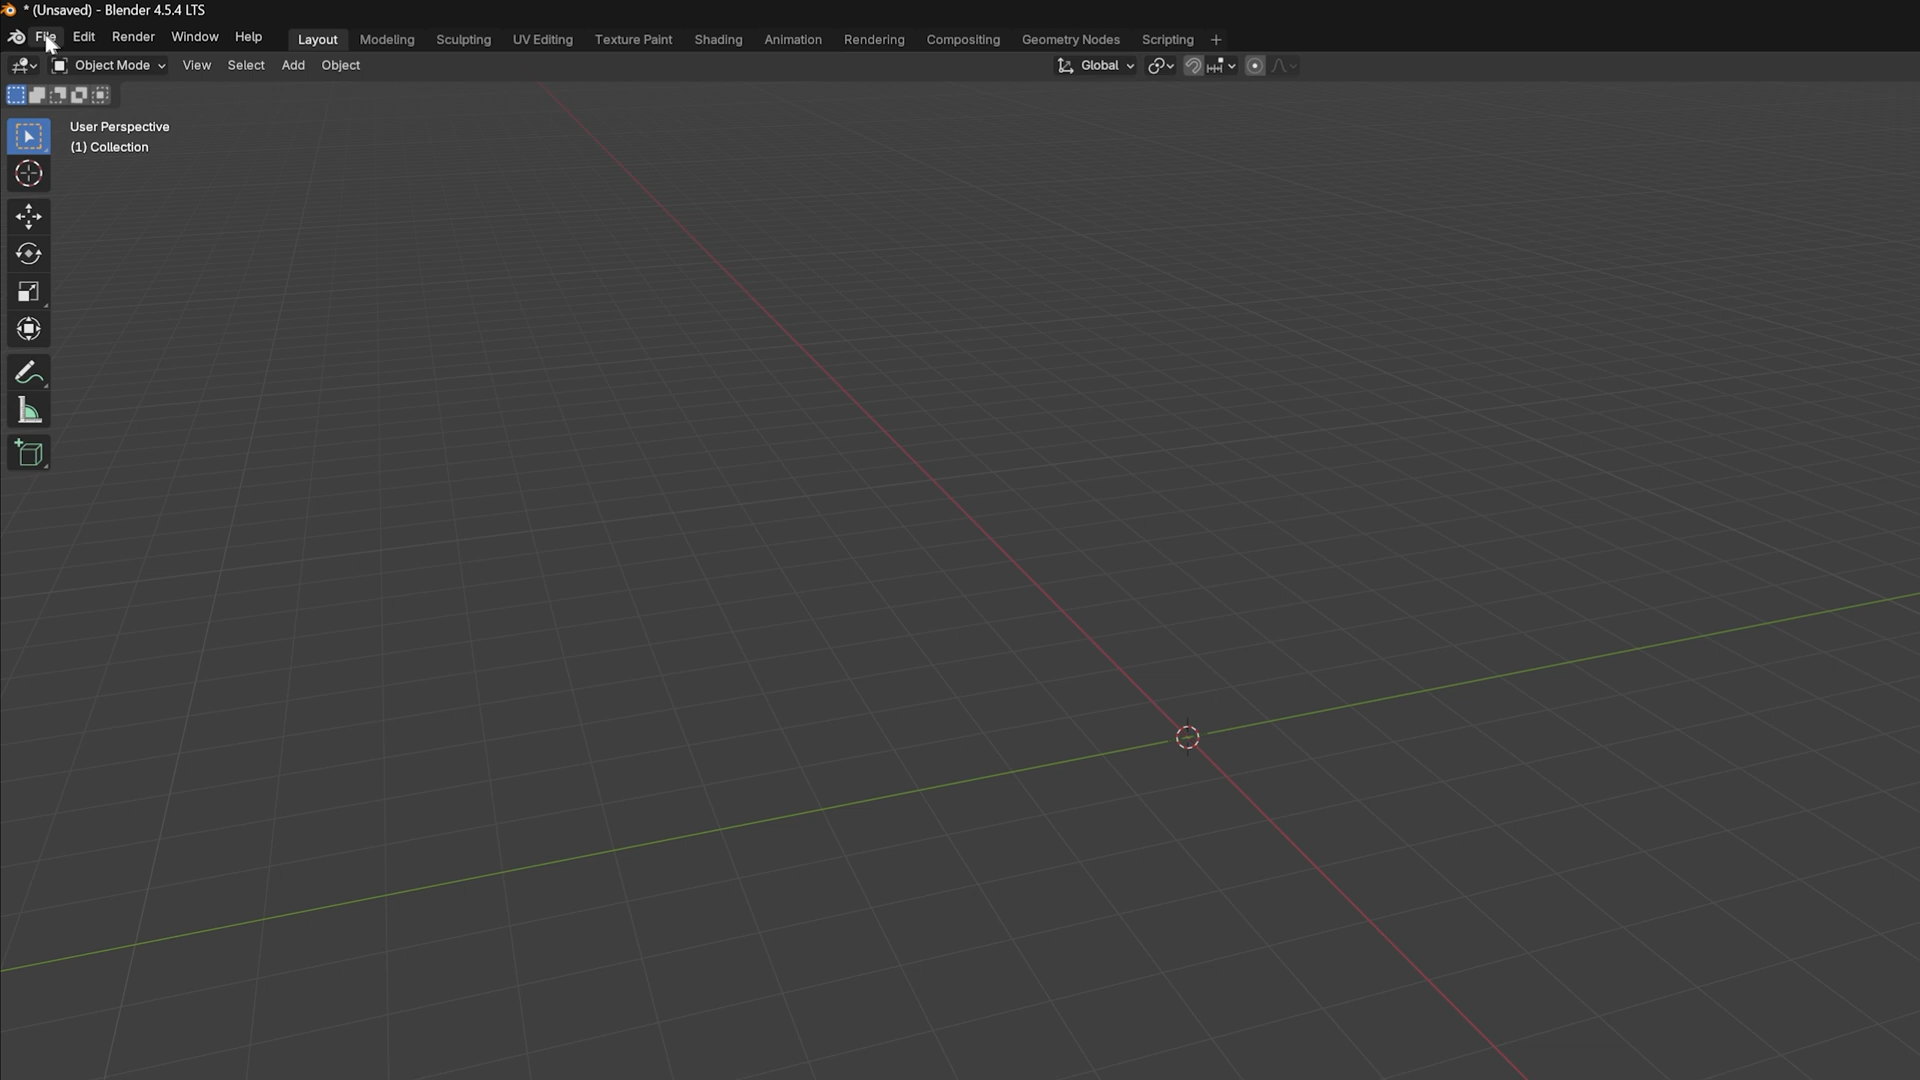 * (Unsaved) - Blender 4.5.4 LTS
File Edit Render Window Help Layout Modeling Sculpting UV Editing Texture Paint Shading Animation Rendering Compositing Geometry Nodes Scripting +
Object Mode View Select Add Object Global
User Perspective
(1) Collection